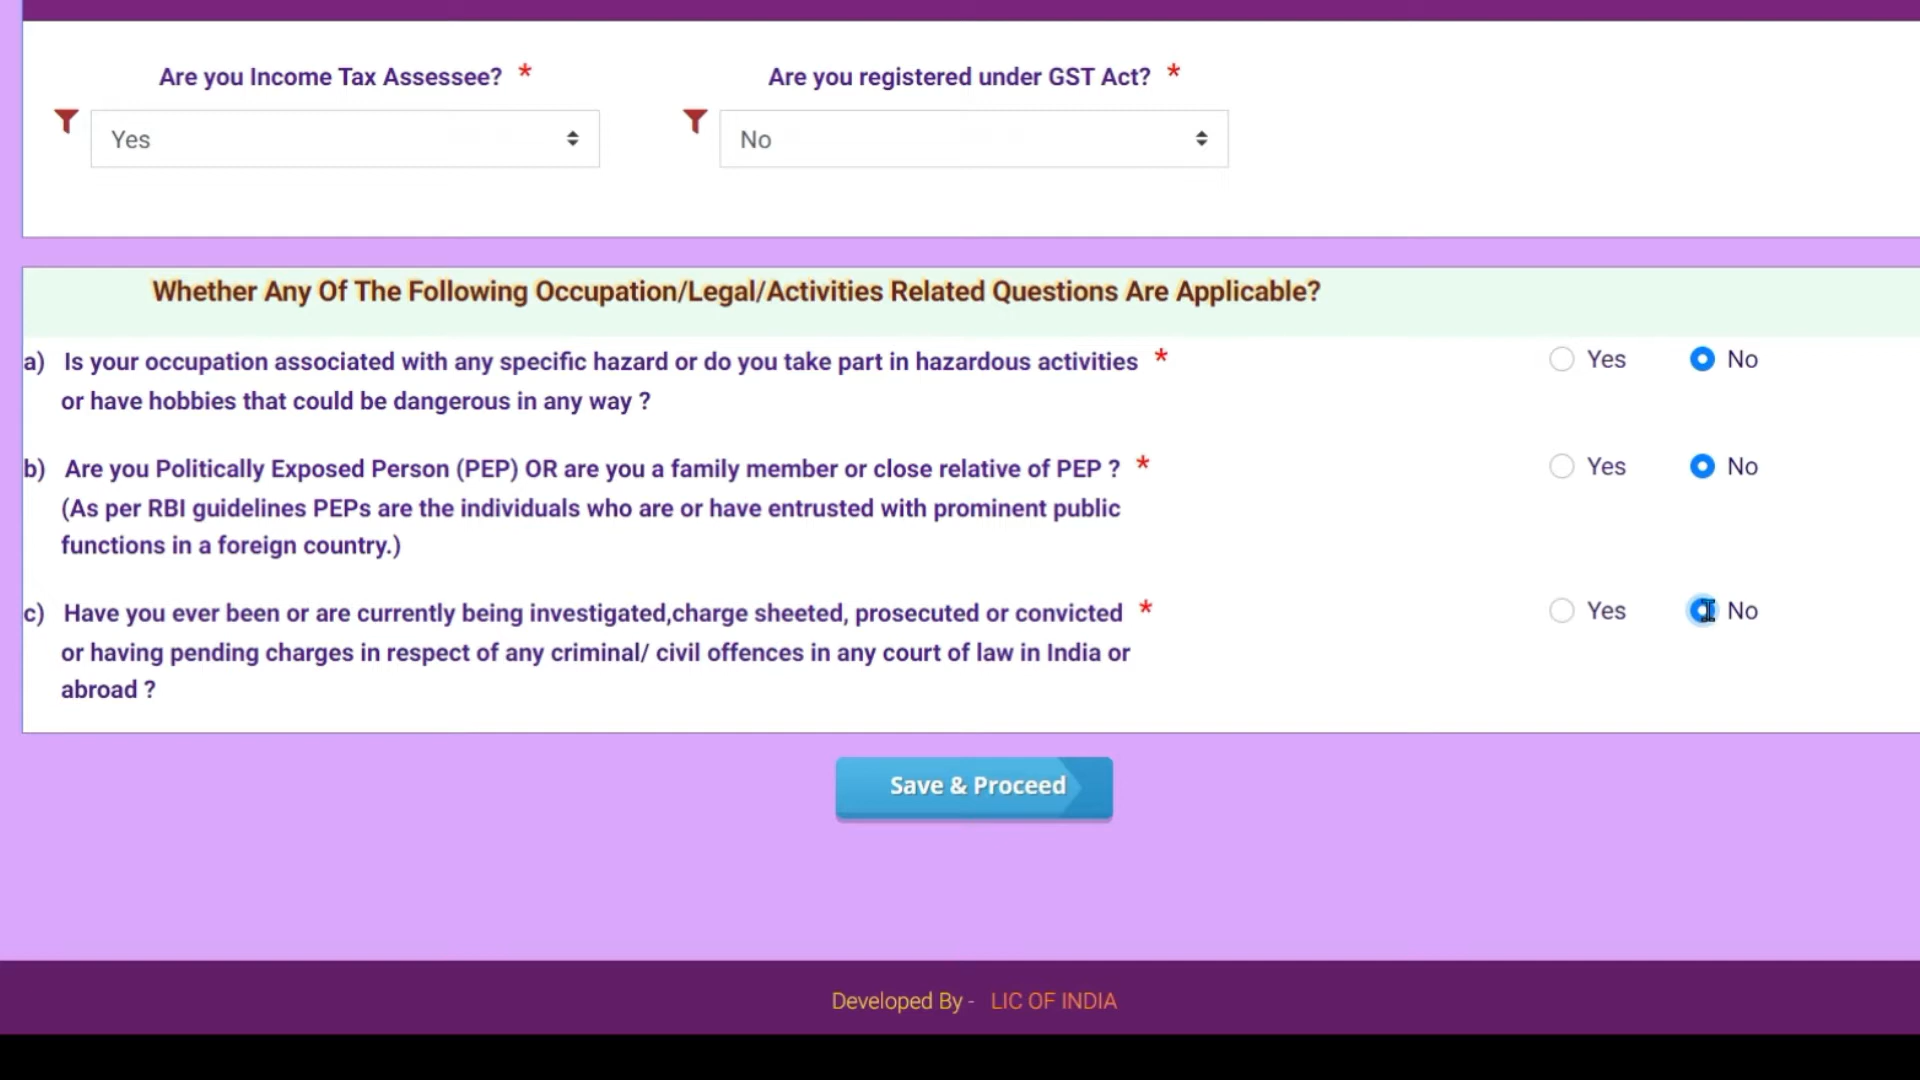 Are you Income Tax Assessee? *
Are you registered under GST Act? *
Yes
No
Whether Any Of The Following Occupation/Legal/Activities Related Questions Are Applicable?
a) Is your occupation associated with any specific hazard or do you take part in hazardous activities *
or have hobbies that could be dangerous in any way ?
Yes No
b) Are you Politically Exposed Person (PEP) OR are you a family member or close relative of PEP ? *
(As per RBI guidelines PEPs are the individuals who are or have entrusted with prominent public
functions in a foreign country.)
Yes No
c) Have you ever been or are currently being investigated,charge sheeted, prosecuted or convicted *
or having pending charges in respect of any criminal/ civil offences in any court of law in India or
abroad ?
Yes No
Save & Proceed
Developed By - LIC OF INDIA